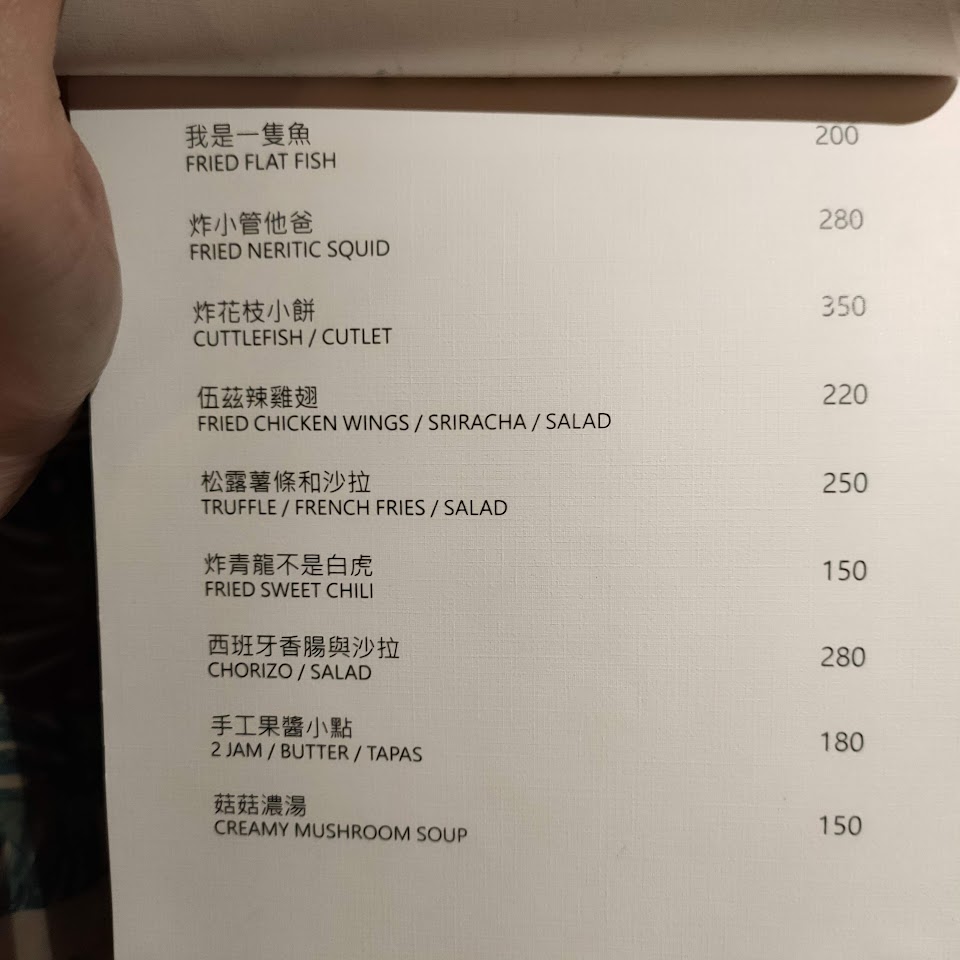 我是一隻魚 200
FRIED FLAT FISH
炸小管他爸 280
FRIED NERITIC SQUID
炸花枝小餅 350
CUTTLEFISH / CUTLET
伍茲辣雞翅 220
FRIED CHICKEN WINGS / SRIRACHA / SALAD
松露薯條和沙拉 250
TRUFFLE / FRENCH FRIES / SALAD
炸青龍不是白虎 150
FRIED SWEET CHILI
西班牙香腸與沙拉 280
CHORIZO / SALAD
手工果醬小點 180
2 JAM / BUTTER / TAPAS
菇菇濃湯 150
CREAMY MUSHROOM SOUP